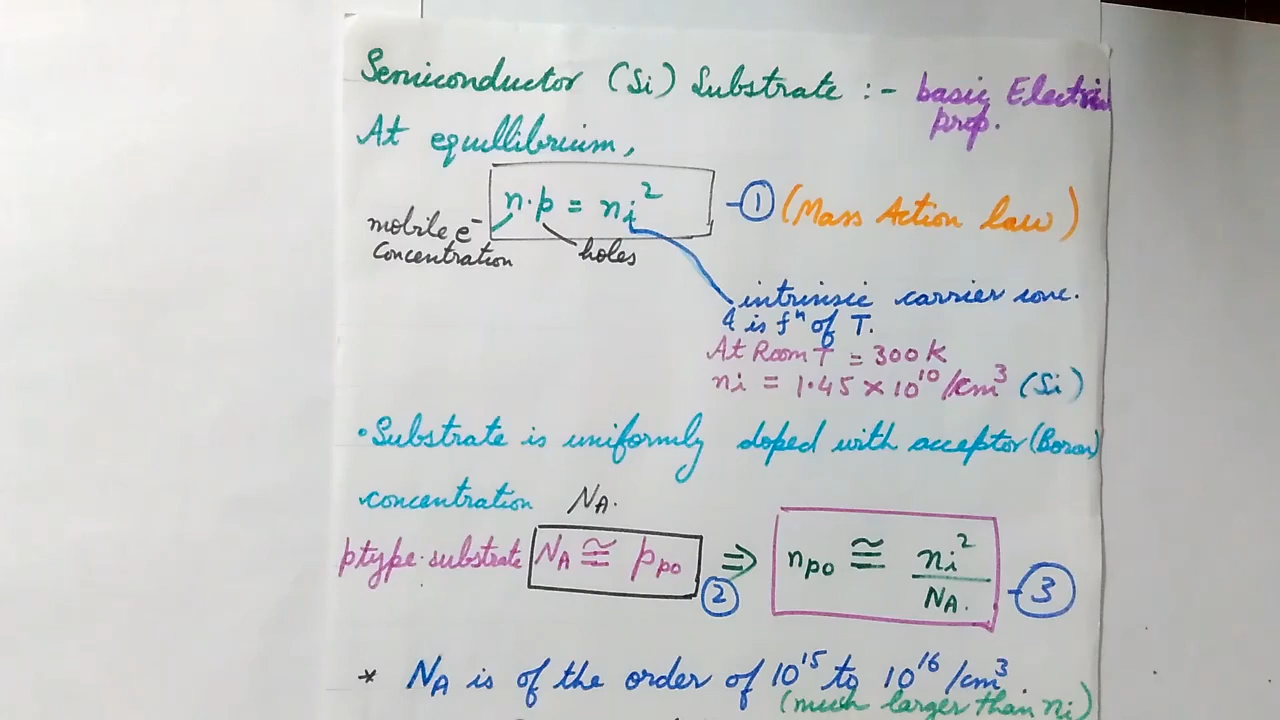 Semiconductor (Si) Substrate :- basic Electrical
prop.
At equillibrium,
n·p = ni² -① (Mass Action law)
mobile e⁻ concentration
holes
intrinsic carrier conc.
& is fⁿ of T.
At Room T = 300 K
ni = 1.45 × 10¹⁰ /cm³ (Si)
• Substrate is uniformly doped with acceptor (Boron)
concentration NA.
p type substrate NA ≅ ppo ② ⇒ npo ≅ ni²/NA. -③
* NA is of the order of 10¹⁵ to 10¹⁶ /cm³.
(much larger than ni)